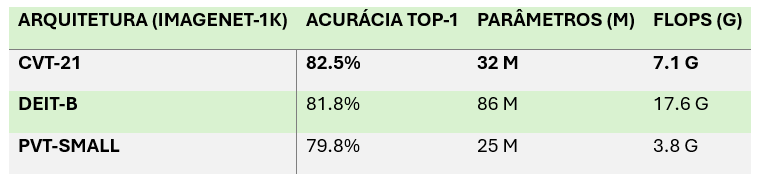 ARQUITETURA (IMAGENET-1K) ACURÁCIA TOP-1 PARÂMETROS (M) FLOPS (G)
CVT-21 82.5% 32 M 7.1 G
DEIT-B 81.8% 86 M 17.6 G
PVT-SMALL 79.8% 25 M 3.8 G